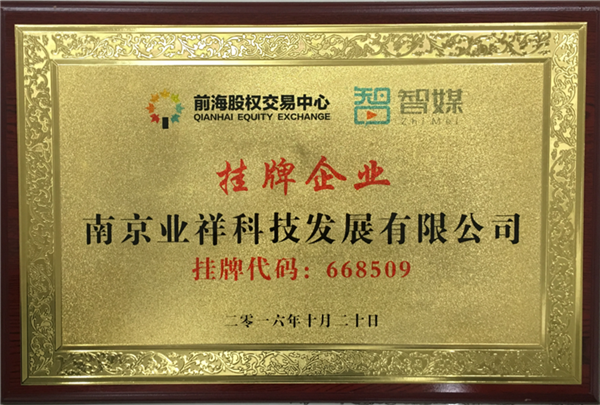 前海股权交易中心
QIANHAI EQUITY EXCHANGE
智媒
ZhiMei
挂牌企业
南京业祥科技发展有限公司
挂牌代码：668509
二零一六年十月二十日